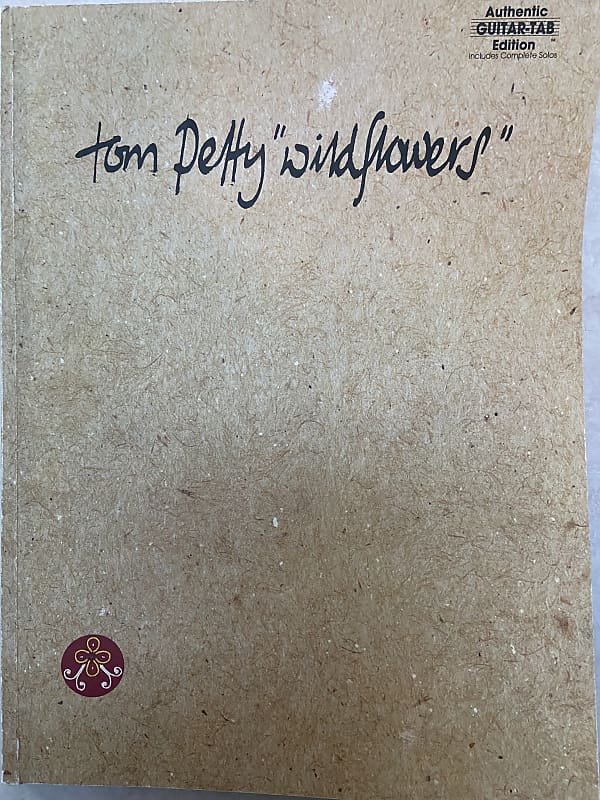 Authentic
GUITAR-TAB
Edition
Includes Complete Solos
tom petty "wildflowers"